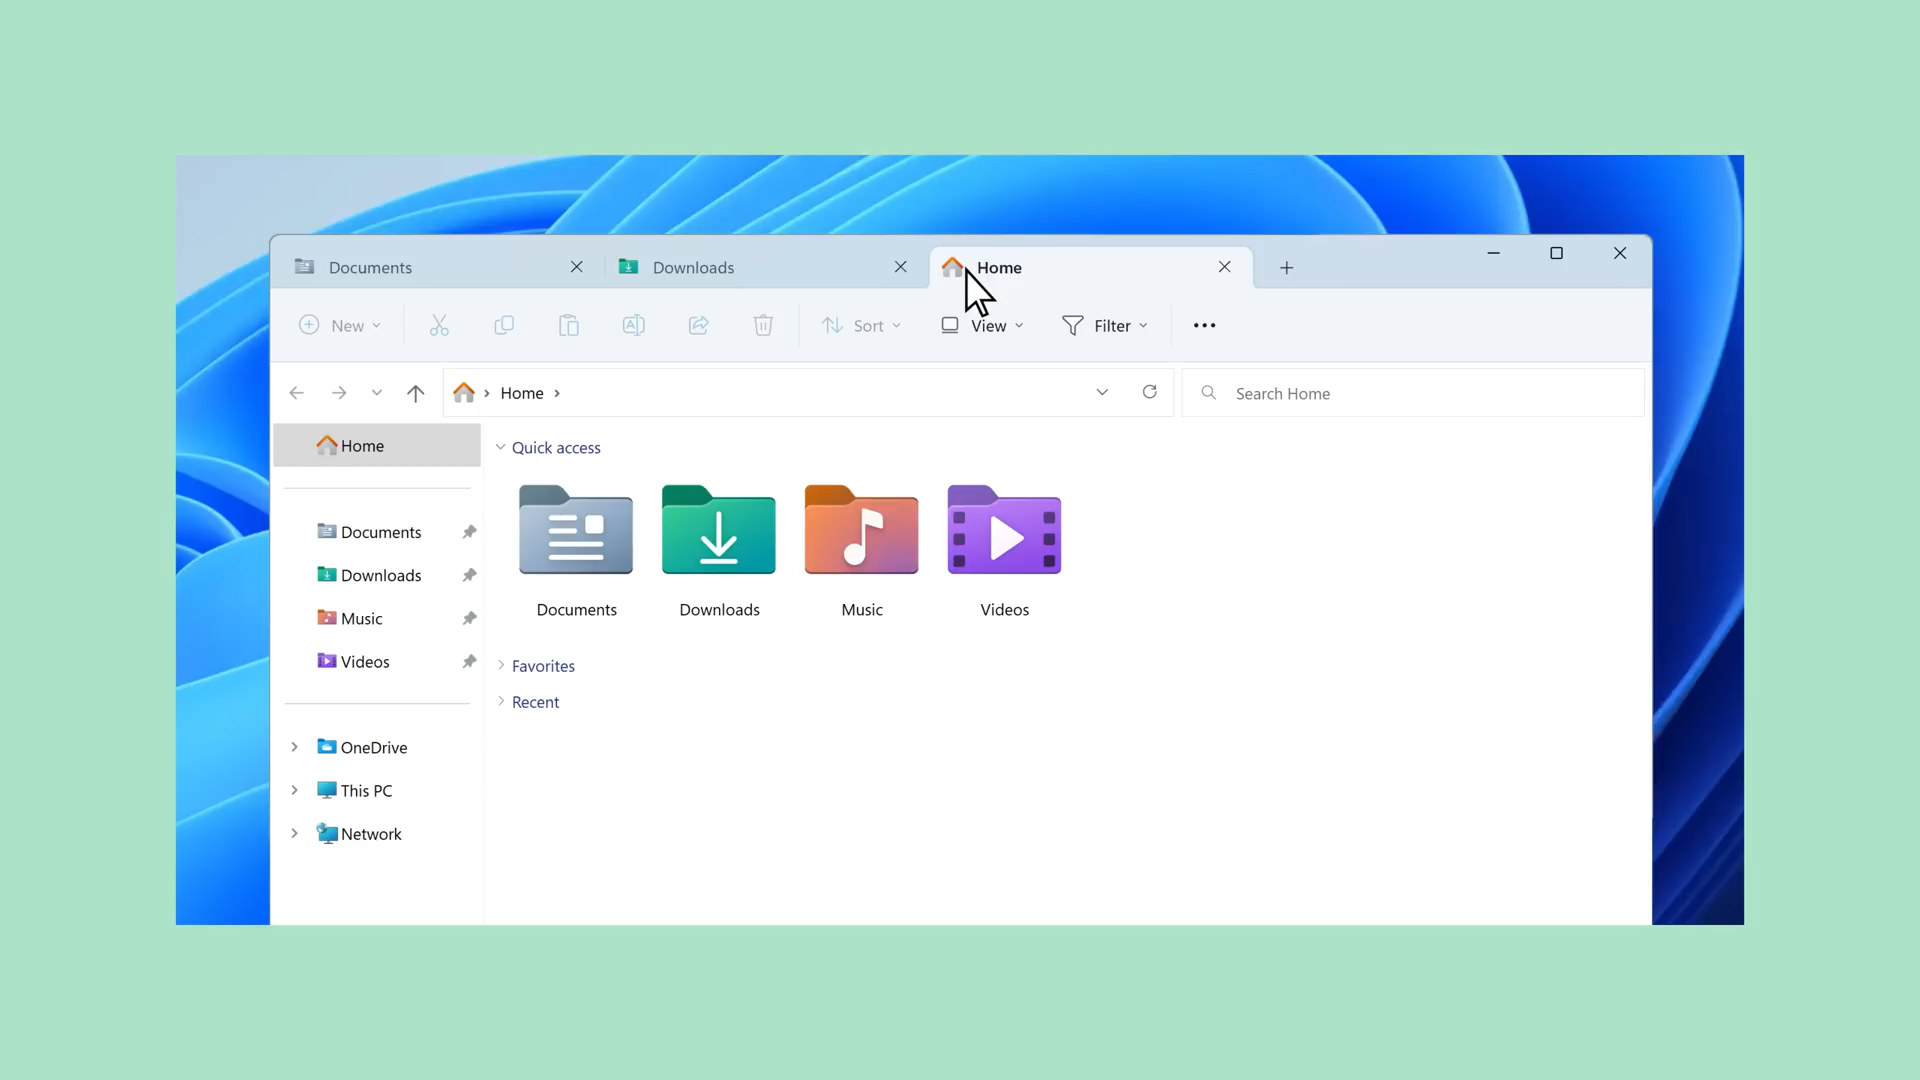 Documents
Downloads
Home
New
Sort
View
Filter
Home
Search Home
Home
Documents
Downloads
Music
Videos
OneDrive
This PC
Network
Quick access
Documents
Downloads
Music
Videos
Favorites
Recent